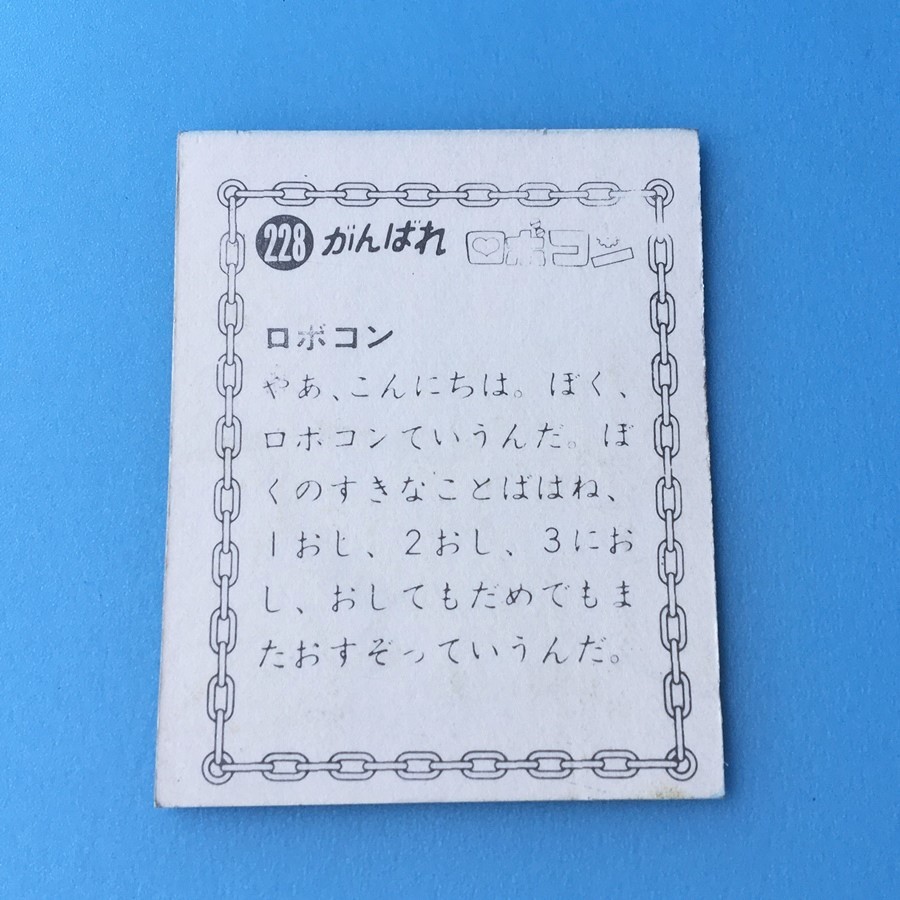 228 がんばれ ロボコン
ロボコン
やあ、こんにちは。ぼく、
ロボコンていうんだ。ぼ
くのすきなことばはね、
1おし、2おし、3にお
し、おしてもだめでもま
たおすぞっていうんだ。